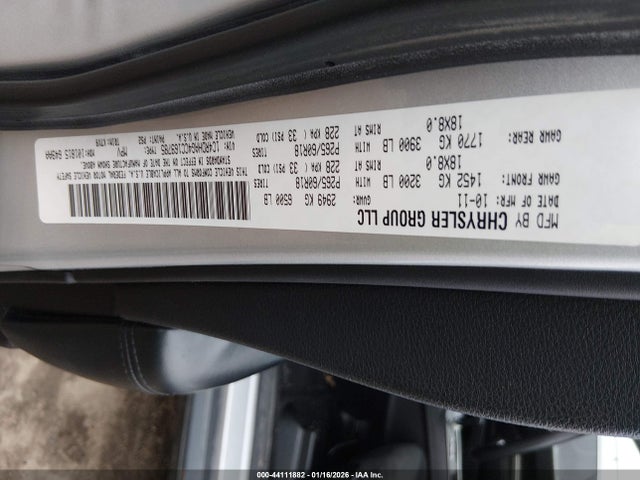 MFD BY CHRYSLER GROUP LLC
DATE OF MFR: 10-11 GVWR: 2949 KG 6500 LB
GAWR FRONT: 1452 KG 3200 LB TIRES P265/60R18
RIMS AT 18X8.0 228 KPA ( 33 PSI) COLD
GAWR REAR: 1770 KG 3900 LB TIRES P265/60R18
RIMS AT 18X8.0 228 KPA ( 33 PSI) COLD
THIS VEHICLE CONFORMS TO ALL APPLICABLE U.S.A. FEDERAL MOTOR VEHICLE SAFETY
STANDARDS IN EFFECT ON THE DATE OF MANUFACTURE SHOWN ABOVE.
VEHICLE MADE IN U.S.A. PAINT: PS2
MPV
000-44111882 01/16/2026 - IAA Inc.